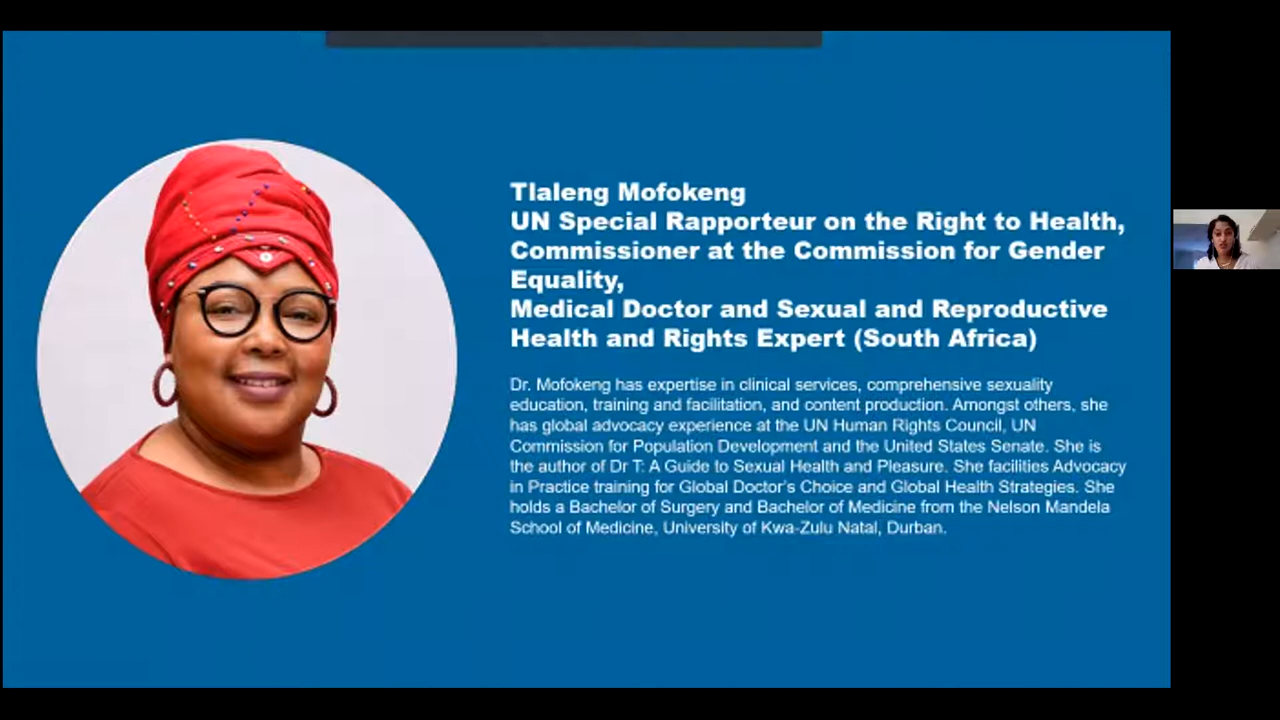 Tlaleng Mofokeng
UN Special Rapporteur on the Right to Health,
Commissioner at the Commission for Gender
Equality,
Medical Doctor and Sexual and Reproductive
Health and Rights Expert (South Africa)
Dr. Mofokeng has expertise in clinical services, comprehensive sexuality
education, training and facilitation, and content production. Amongst others, she
has global advocacy experience at the UN Human Rights Council, UN
Commission for Population Development and the United States Senate. She is
the author of Dr T: A Guide to Sexual Health and Pleasure. She facilities Advocacy
in Practice training for Global Doctor's Choice and Global Health Strategies. She
holds a Bachelor of Surgery and Bachelor of Medicine from the Nelson Mandela
School of Medicine, University of Kwa-Zulu Natal, Durban.